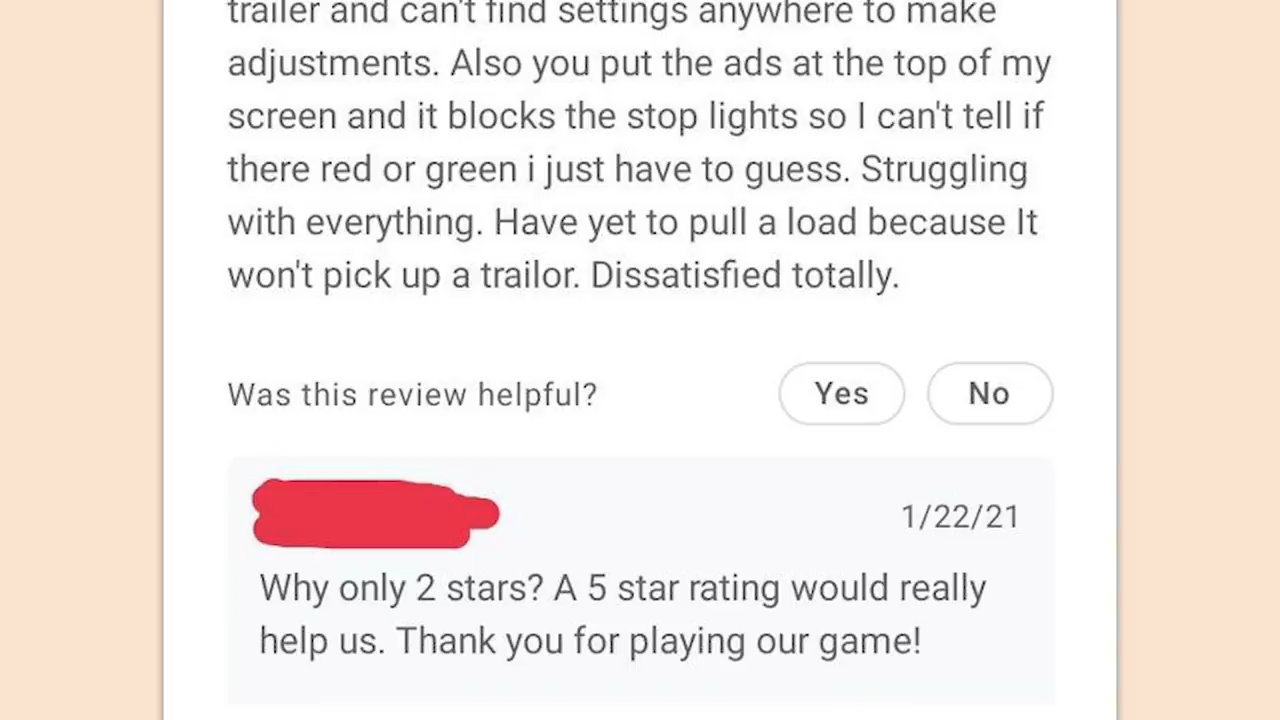 trailer and can't find settings anywhere to make
adjustments. Also you put the ads at the top of my
screen and it blocks the stop lights so I can't tell if
there red or green i just have to guess. Struggling
with everything. Have yet to pull a load because It
won't pick up a trailor. Dissatisfied totally.
Was this review helpful?
Yes
No
1/22/21
Why only 2 stars? A 5 star rating would really
help us. Thank you for playing our game!